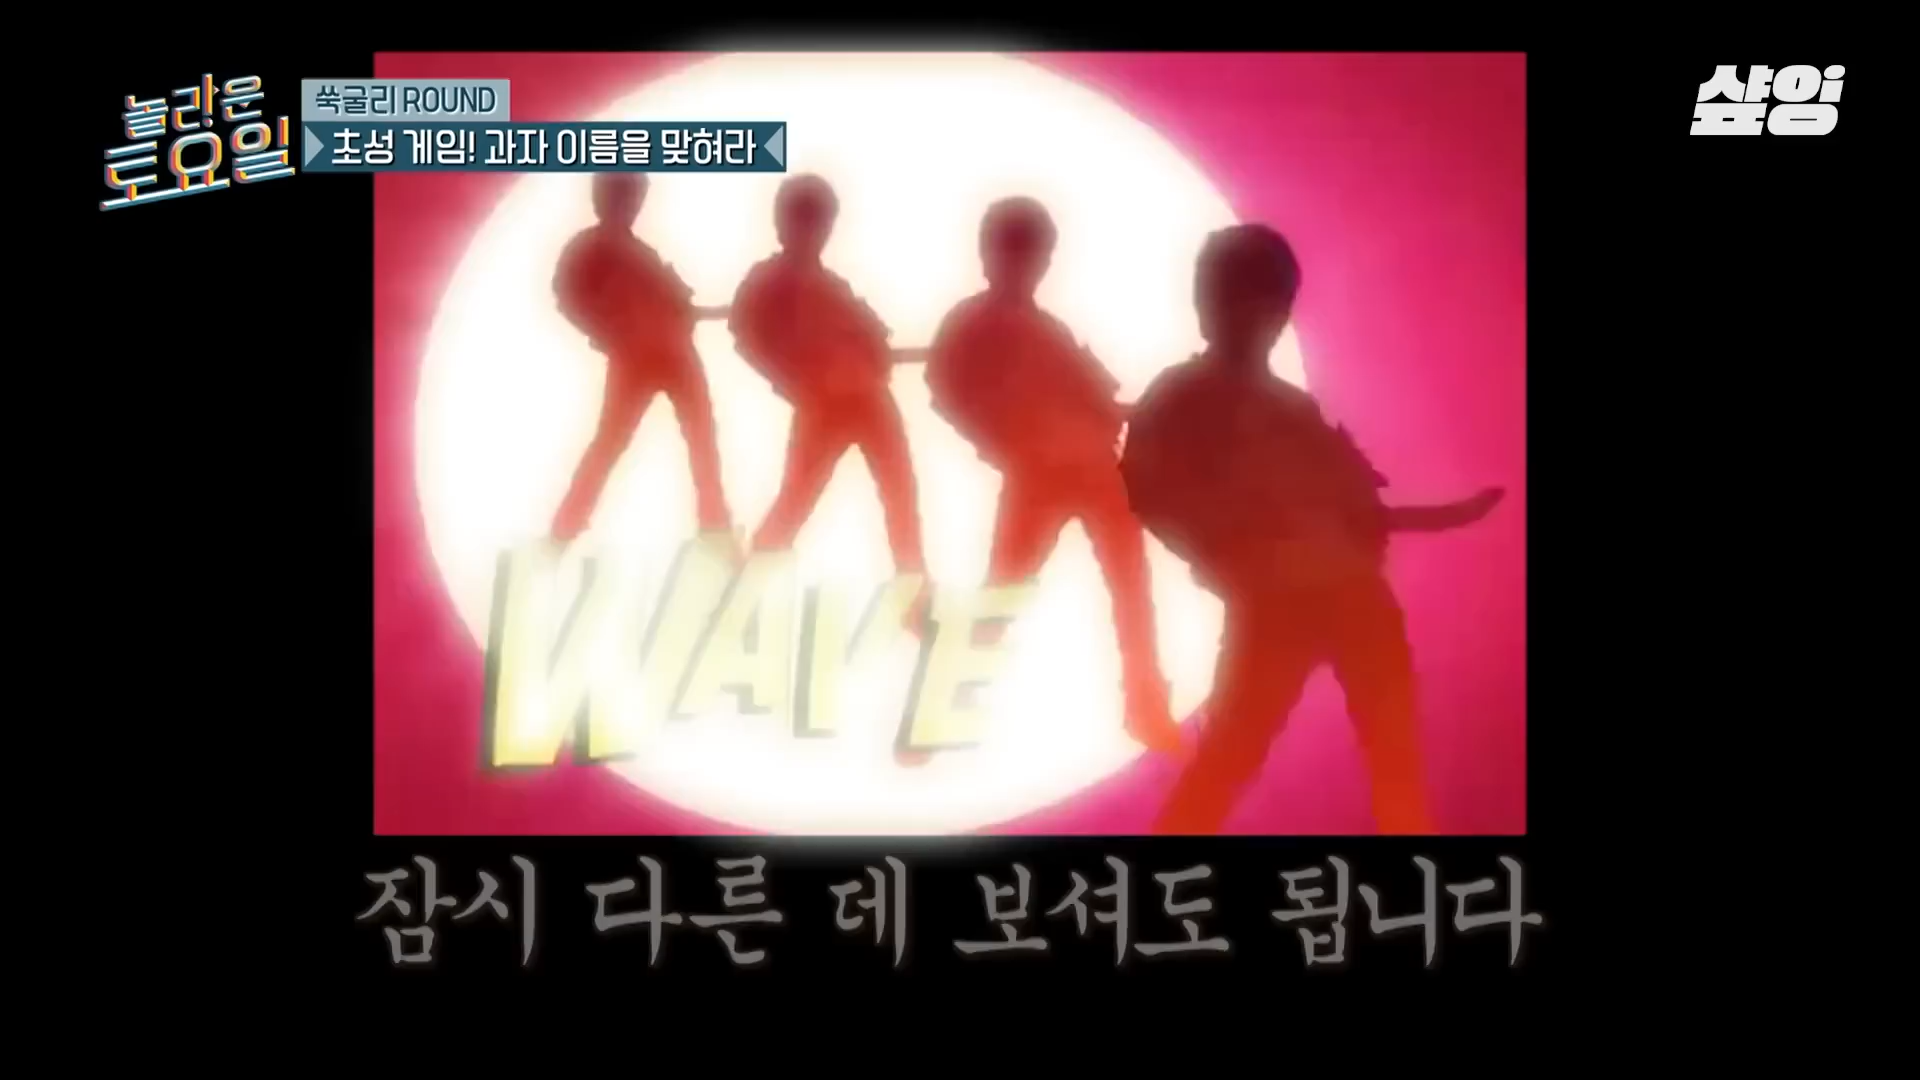 놀라운
토요일
쑥굴리 ROUND
초성 게임! 과자 이름을 맞혀라
샾잉
WAVE
잠시 다른 데 보셔도 됩니다